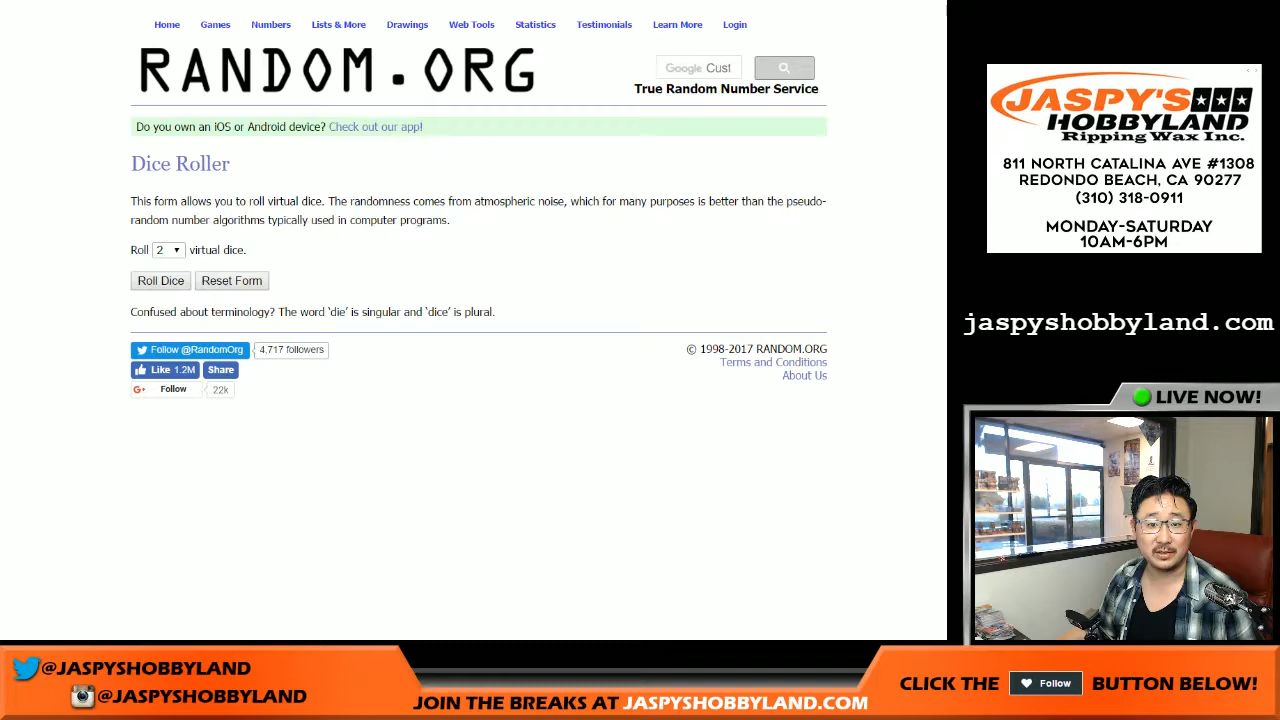 Home Games Numbers Lists & More Drawings Web Tools Statistics Testimonials Learn More Login
RANDOM.ORG
Google Cust
True Random Number Service
Do you own an iOS or Android device? Check out our app!
Dice Roller
This form allows you to roll virtual dice. The randomness comes from atmospheric noise, which for many purposes is better than the pseudo-
random number algorithms typically used in computer programs.
Roll 2 virtual dice.
Roll Dice Reset Form
Confused about terminology? The word ‘die’ is singular and ‘dice’ is plural.
Follow @RandomOrg 4,717 followers
Like 1.2M Share
G+ Follow 22k
© 1998-2017 RANDOM.ORG
Terms and Conditions
About Us
JASPY'S
HOBBYLAND
Ripping Wax Inc.
811 NORTH CATALINA AVE #1308
REDONDO BEACH, CA 90277
(310) 318-0911
MONDAY-SATURDAY
10AM-6PM
jaspyshobbyland.com
LIVE NOW!
@JASPYSHOBBYLAND
@JASPYSHOBBYLAND
JOIN THE BREAKS AT JASPYSHOBBYLAND.COM
CLICK THE Follow BUTTON BELOW!